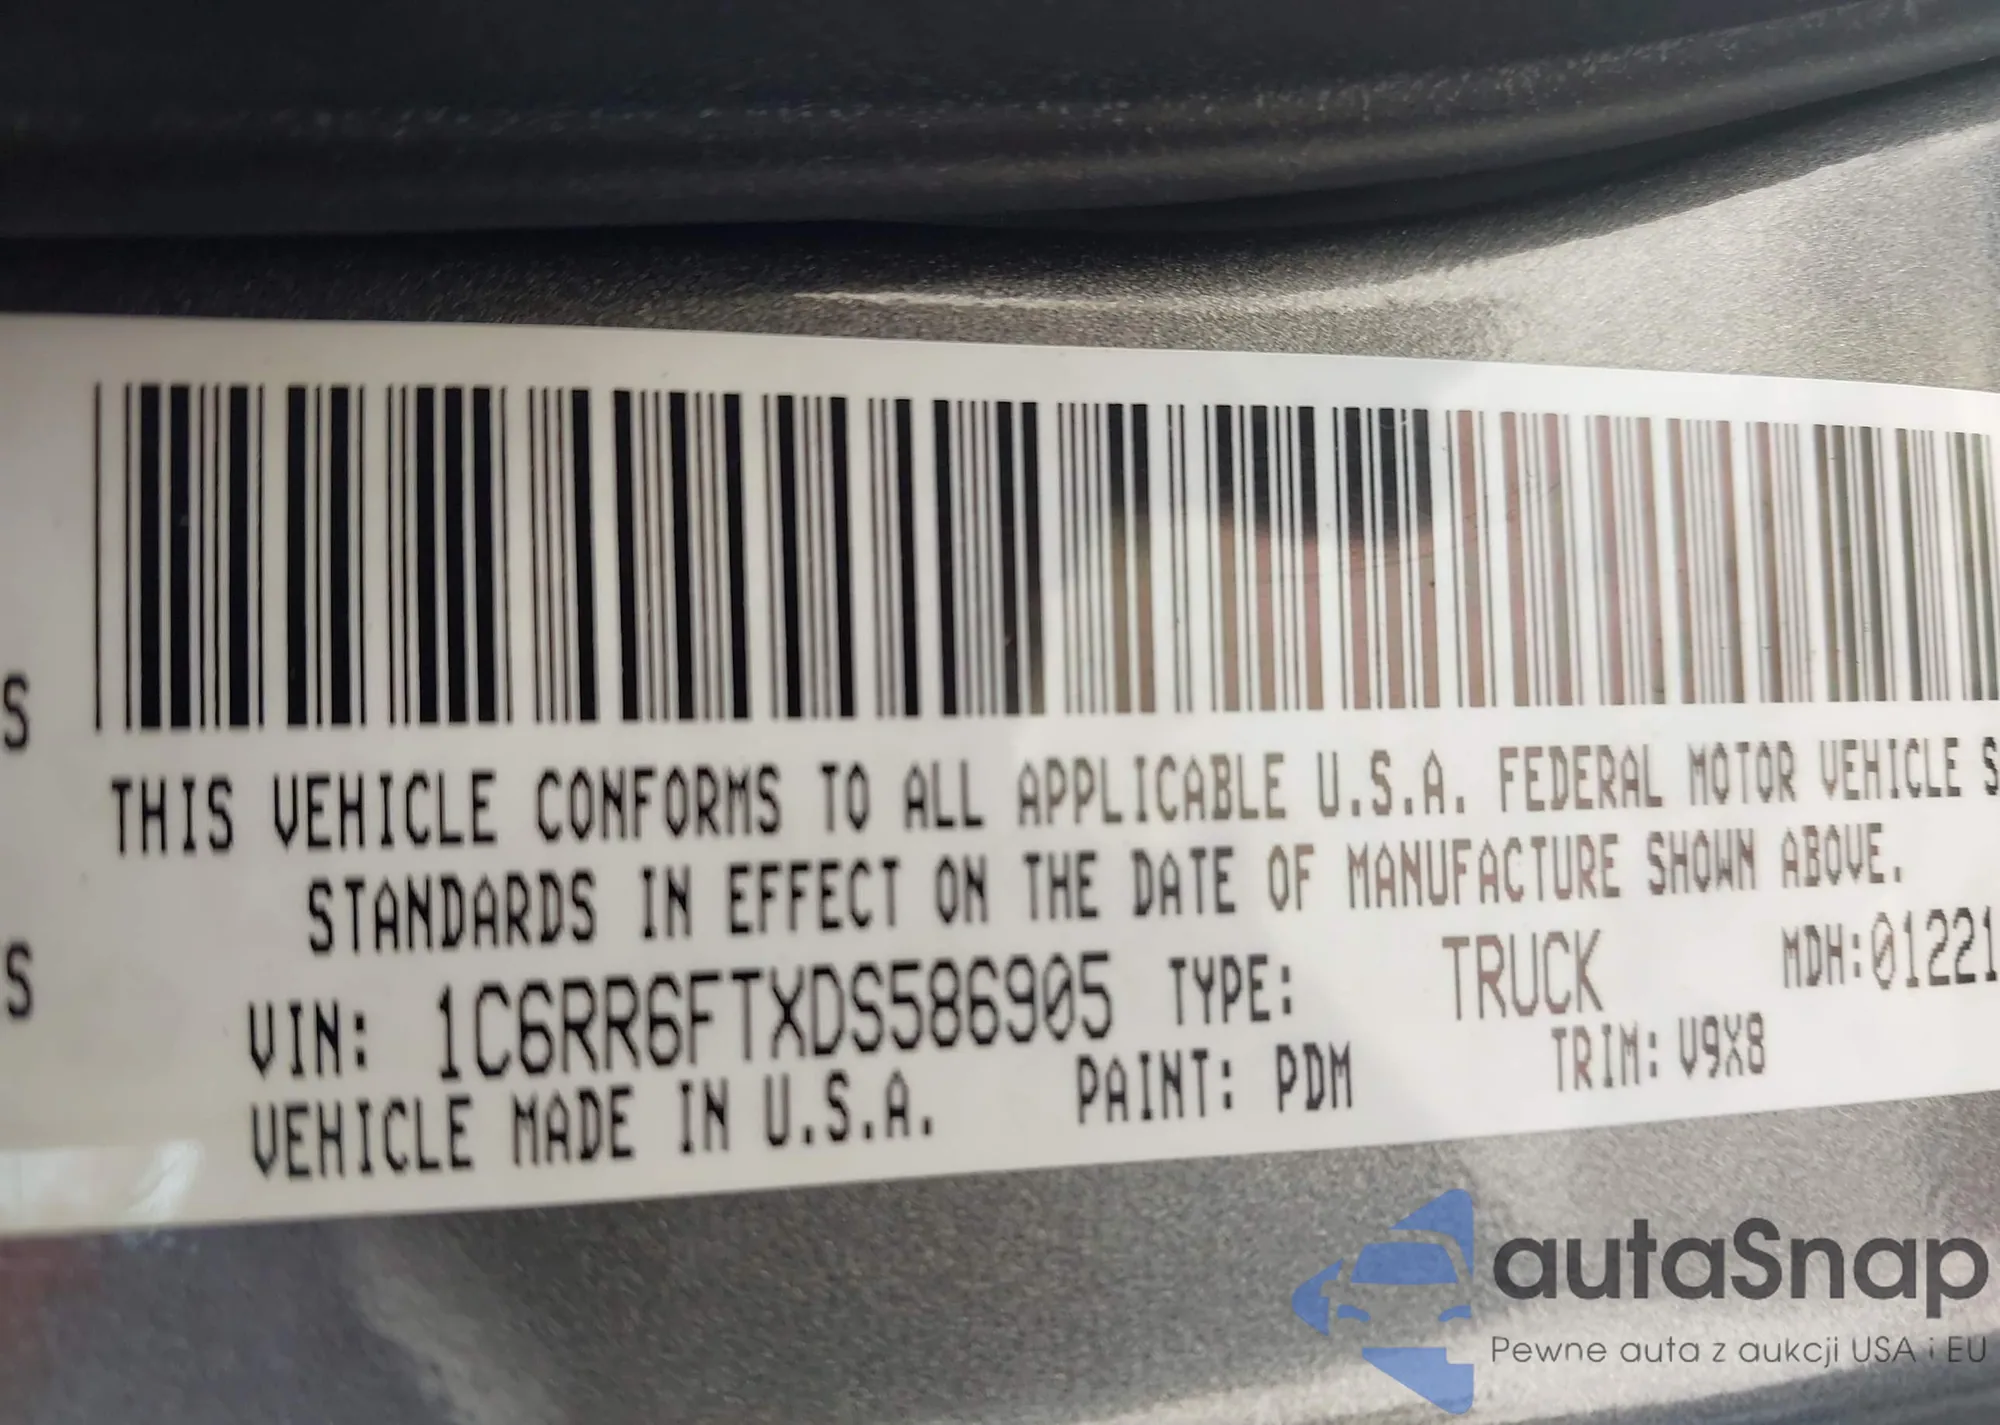 S
THIS VEHICLE CONFORMS TO ALL APPLICABLE U.S.A. FEDERAL MOTOR VEHICLE S
STANDARDS IN EFFECT ON THE DATE OF MANUFACTURE SHOWN ABOVE.
S
VIN: 1C6RR6FTXDS586905 TYPE: TRUCK MDH:01221
VEHICLE MADE IN U.S.A. PAINT: PDM TRIM: V9X8
autaSnap
Pewne auta z aukcji USA i EU